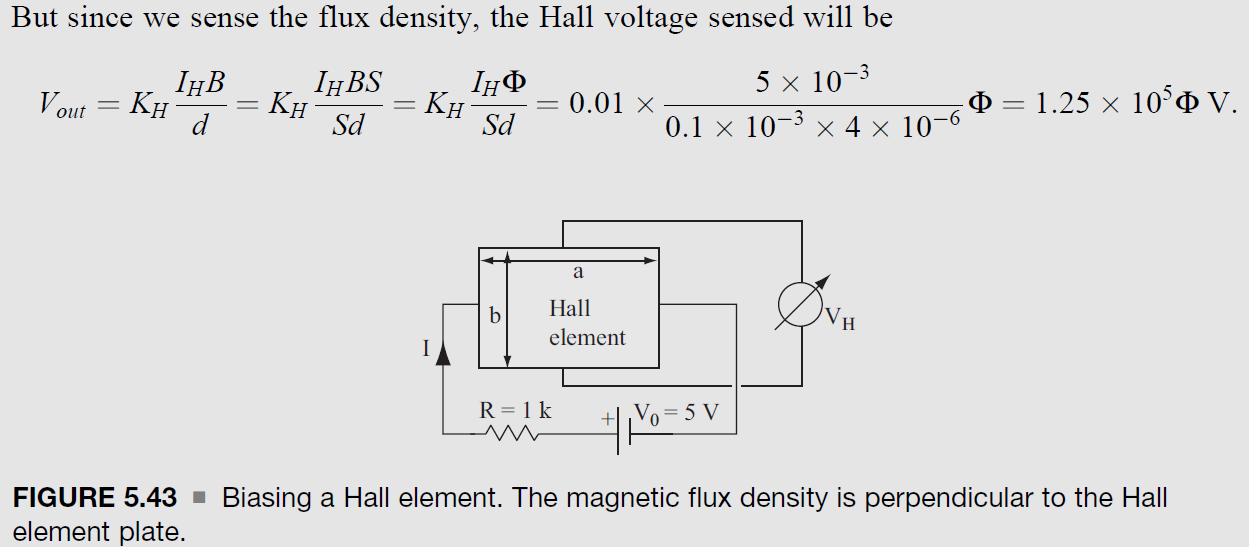 But since we sense the flux density, the Hall voltage sensed will be
V_out = K_H I_H B / d = K_H I_H BS / Sd = K_H I_H Φ / Sd = 0.01 × 5 × 10^−3 / 0.1 × 10^−3 × 4 × 10^−6 Φ = 1.25 × 10^5 Φ V.
a
b
Hall
element
V_H
I
R = 1 k
+
V_0 = 5 V
FIGURE 5.43 ■ Biasing a Hall element. The magnetic flux density is perpendicular to the Hall
element plate.